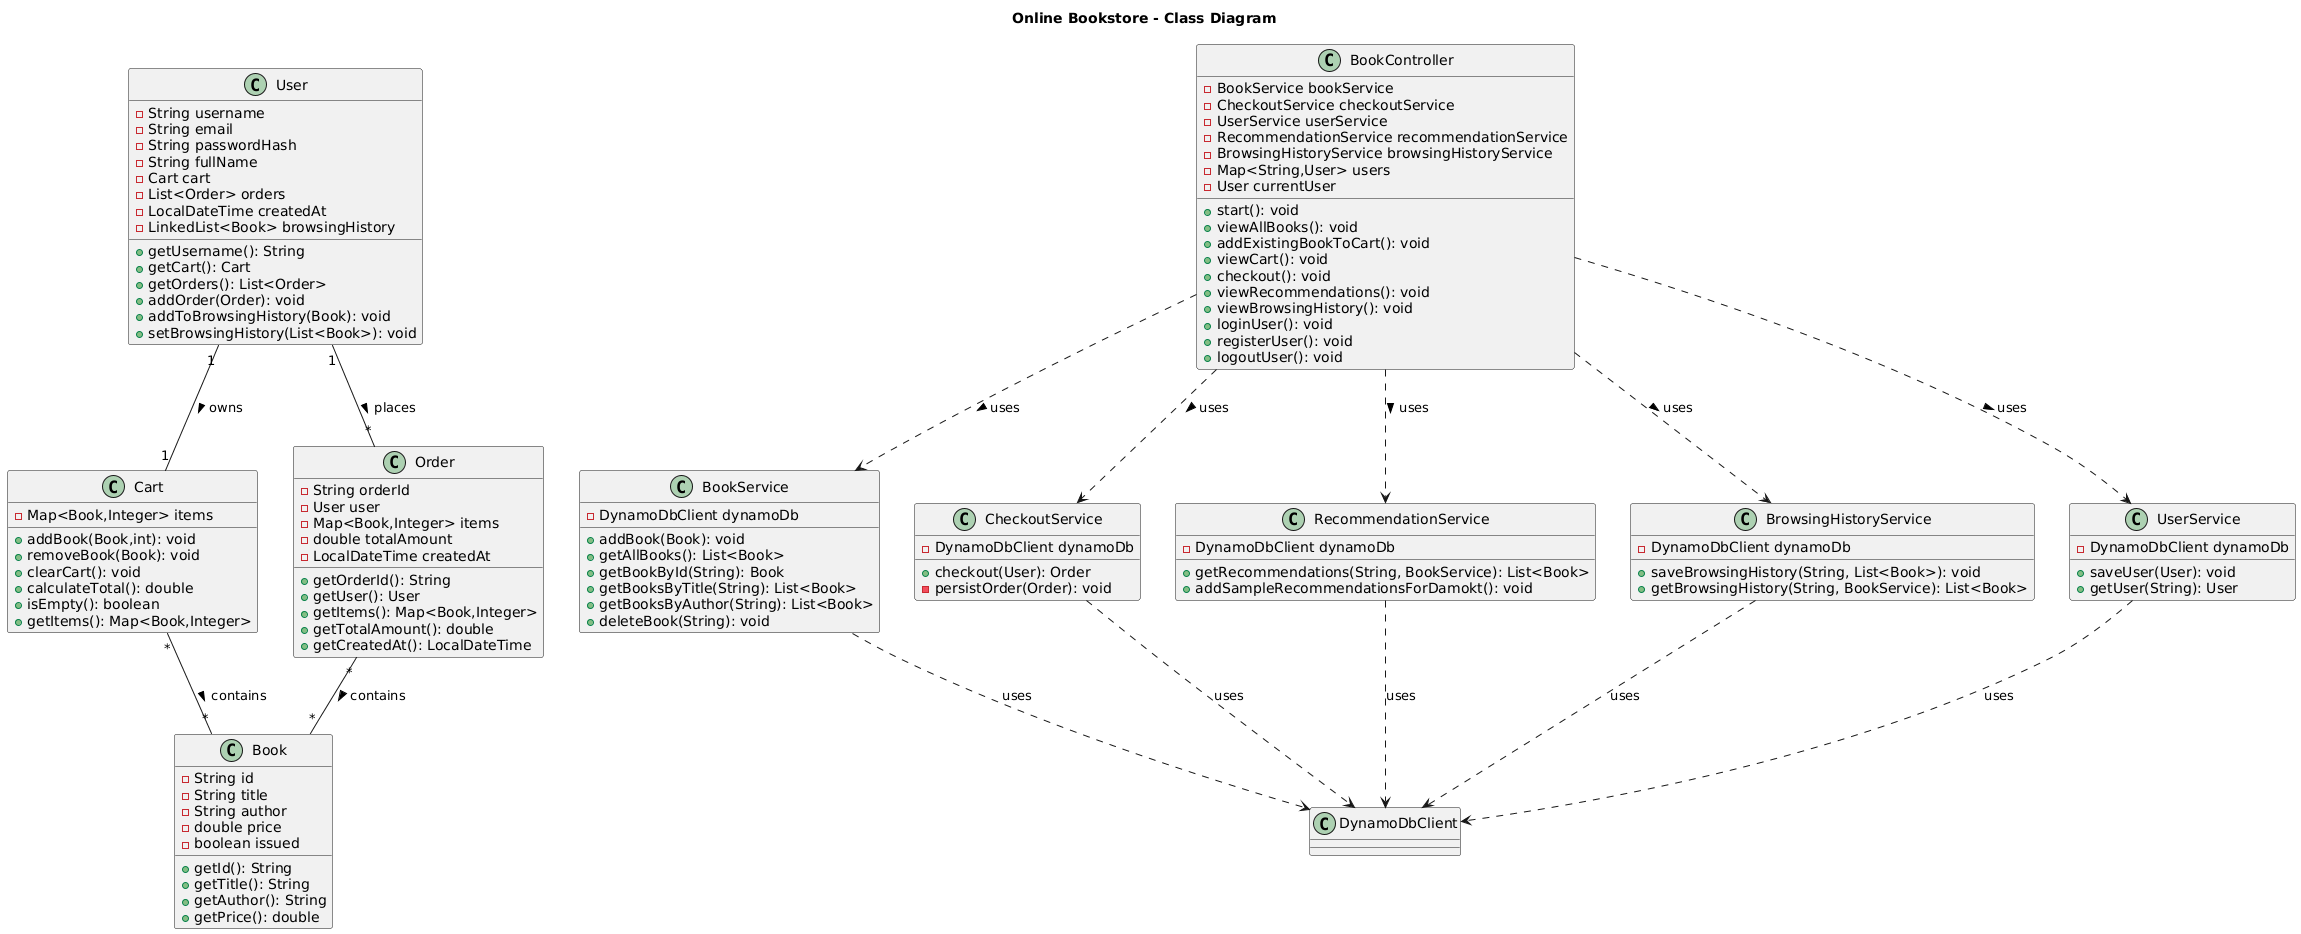 Online Bookstore - Class Diagram
C User
String username
String email
String passwordHash
String fullName
Cart cart
List<Order> orders
LocalDateTime createdAt
LinkedList<Book> browsingHistory
getUsername(): String
getCart(): Cart
getOrders(): List<Order>
addOrder(Order): void
addToBrowsingHistory(Book): void
setBrowsingHistory(List<Book>): void
C BookController
BookService bookService
CheckoutService checkoutService
UserService userService
RecommendationService recommendationService
BrowsingHistoryService browsingHistoryService
Map<String,User> users
User currentUser
start(): void
viewAllBooks(): void
addExistingBookToCart(): void
viewCart(): void
checkout(): void
viewRecommendations(): void
viewBrowsingHistory(): void
loginUser(): void
registerUser(): void
logoutUser(): void
1
1
owns
places
uses
uses
uses
uses
uses
1
*
C Cart
Map<Book,Integer> items
addBook(Book,int): void
removeBook(Book): void
clearCart(): void
calculateTotal(): double
isEmpty(): boolean
getItems(): Map<Book,Integer>
C Order
String orderId
User user
Map<Book,Integer> items
double totalAmount
LocalDateTime createdAt
getOrderId(): String
getUser(): User
getItems(): Map<Book,Integer>
getTotalAmount(): double
getCreatedAt(): LocalDateTime
C BookService
DynamoDbClient dynamoDb
addBook(Book): void
getAllBooks(): List<Book>
getBookById(String): Book
getBooksByTitle(String): List<Book>
getBooksByAuthor(String): List<Book>
deleteBook(String): void
C CheckoutService
DynamoDbClient dynamoDb
checkout(User): Order
persistOrder(Order): void
C RecommendationService
DynamoDbClient dynamoDb
getRecommendations(String, BookService): List<Book>
addSampleRecommendationsForDamokt(): void
C BrowsingHistoryService
DynamoDbClient dynamoDb
saveBrowsingHistory(String, List<Book>): void
getBrowsingHistory(String, BookService): List<Book>
C UserService
DynamoDbClient dynamoDb
saveUser(User): void
getUser(String): User
*
*
contains
contains
uses
uses
uses
uses
uses
*
*
C Book
String id
String title
String author
double price
boolean issued
getId(): String
getTitle(): String
getAuthor(): String
getPrice(): double
C DynamoDbClient